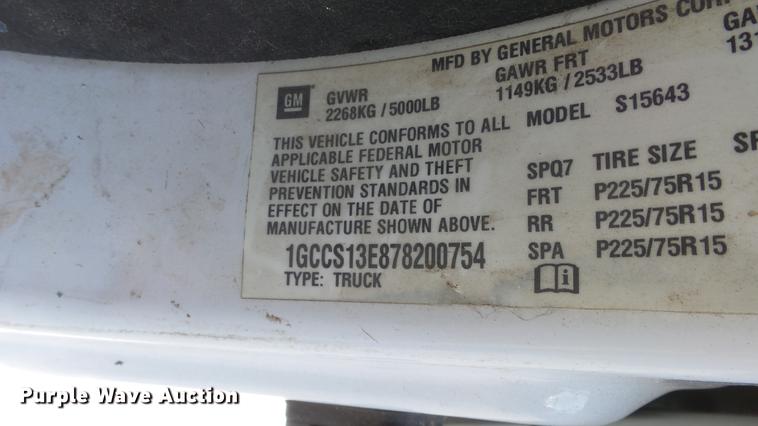 MFD BY GENERAL MOTORS CORP
GM
GVWR
2268KG / 5000LB
GAWR FRT
1149KG / 2533LB
THIS VEHICLE CONFORMS TO ALL
APPLICABLE FEDERAL MOTOR
VEHICLE SAFETY AND THEFT
PREVENTION STANDARDS IN
EFFECT ON THE DATE OF
MANUFACTURE SHOWN ABOVE.
1GCCS13E878200754
TYPE: TRUCK
MODEL S15643
SPQ7 TIRE SIZE
FRT P225/75R15
RR P225/75R15
SPA P225/75R15
i
Purple Wave Auction